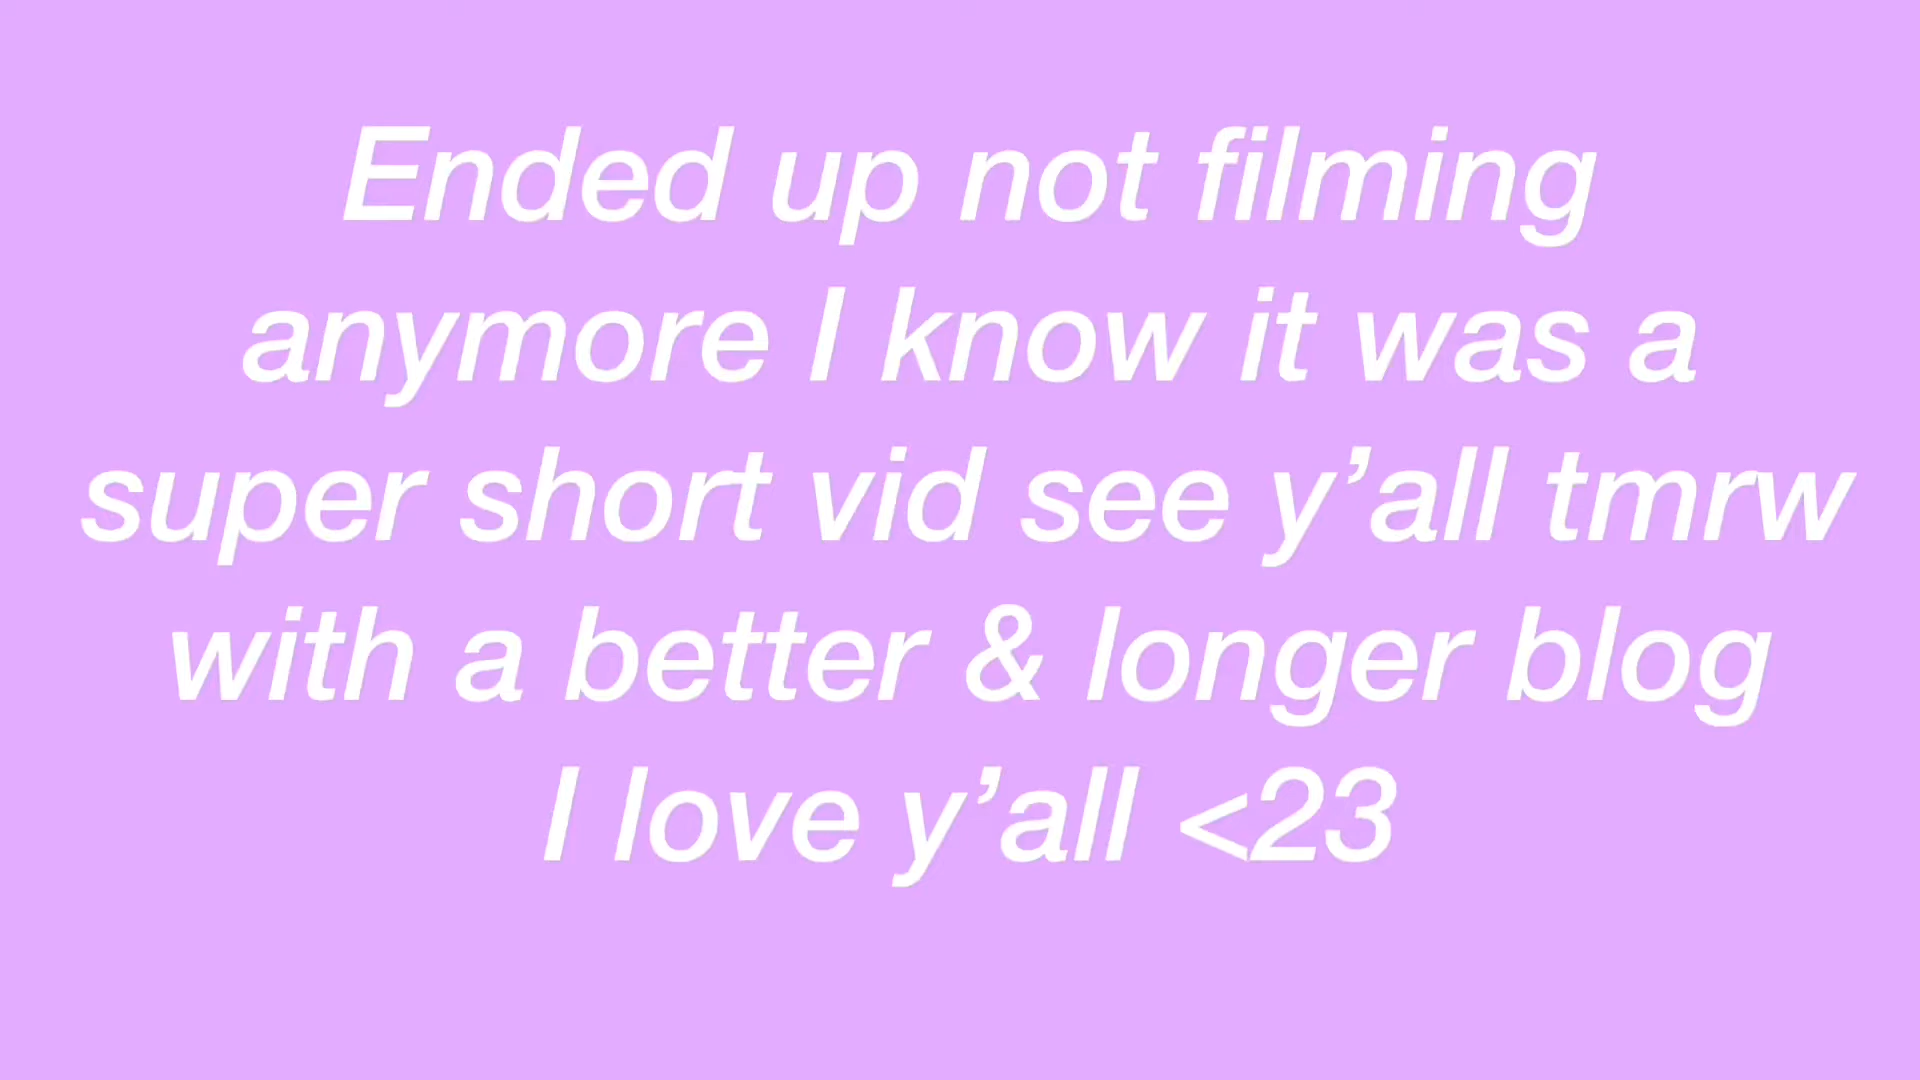 Ended up not filming
anymore I know it was a
super short vid see y’all tmrw
with a better & longer blog
I love y’all <23